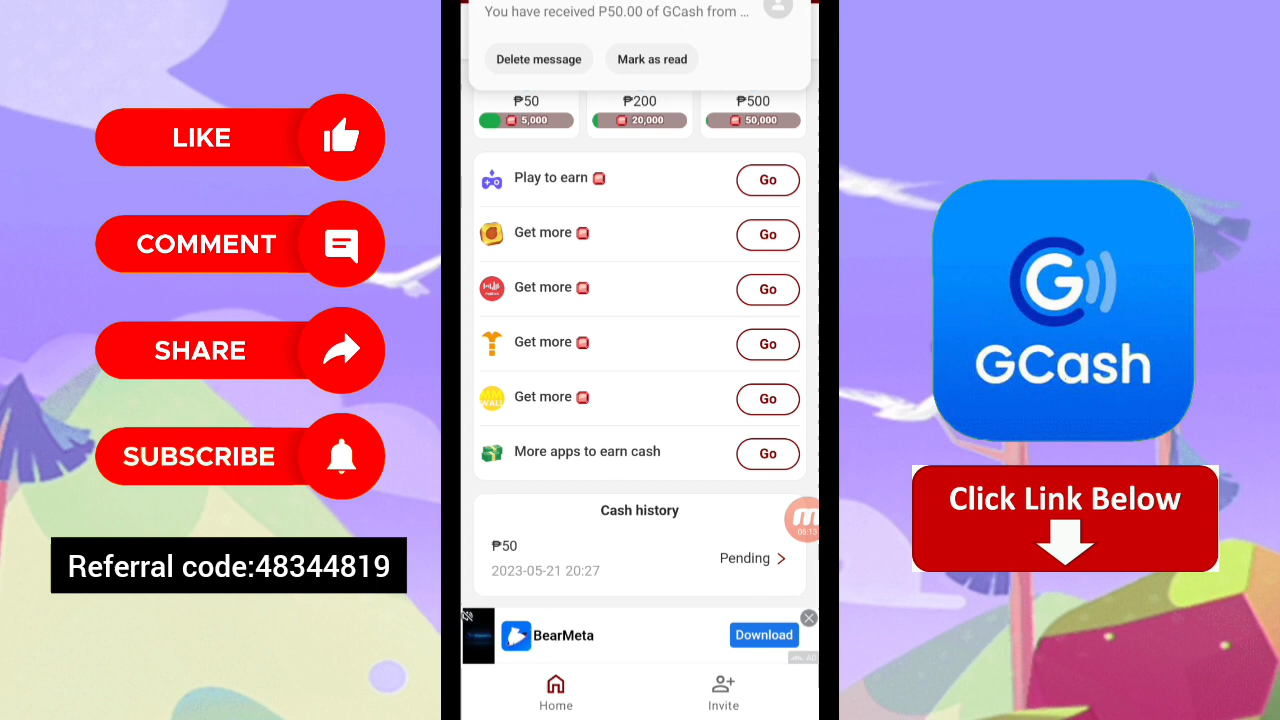 LIKE
COMMENT
SHARE
SUBSCRIBE
Referral code:48344819
You have received P50.00 of GCash from ...
Delete message
Mark as read
₱50
₱200
₱500
5,000
20,000
50,000
Play to earn
Go
Get more
Go
Get more
Go
Get more
Go
Get more
Go
More apps to earn cash
Go
Cash history
₱50
2023-05-21 20:27
Pending
06:13
BearMeta
Download
AD
Home
Invite
G
GCash
Click Link Below